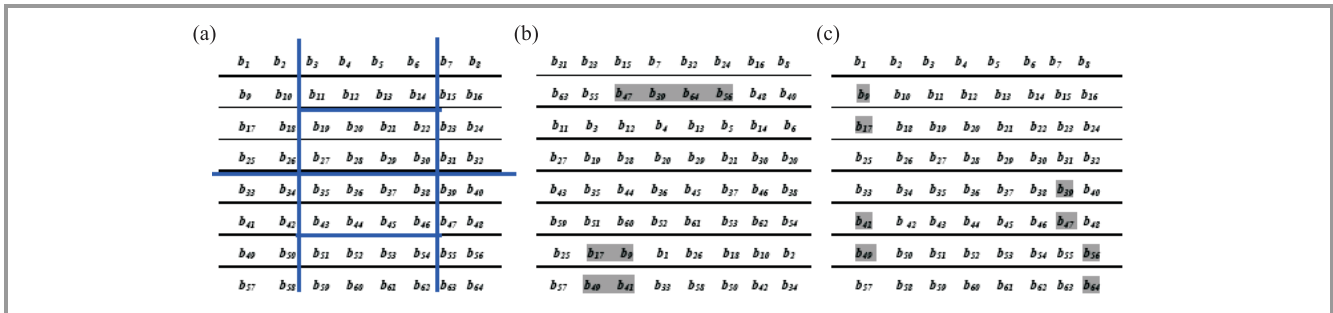 (a) (b) (c)
b1 b2 b3 b4 b5 b6 b7 b8 b31 b23 b15 b7 b32 b24 b16 b8 b1 b2 b3 b4 b5 b6 b7 b8
b9 b10 b11 b12 b13 b14 b15 b16 b63 b55 b47 b39 b64 b56 b48 b40 b9 b10 b11 b12 b13 b14 b15 b16
b17 b18 b19 b20 b21 b22 b23 b24 b11 b3 b12 b4 b13 b5 b14 b6 b17 b18 b19 b20 b21 b22 b23 b24
b25 b26 b27 b28 b29 b30 b31 b32 b27 b19 b28 b20 b29 b21 b30 b20 b25 b26 b27 b28 b29 b30 b31 b32
b33 b34 b35 b36 b37 b38 b39 b40 b43 b35 b44 b36 b45 b37 b46 b38 b33 b34 b35 b36 b37 b38 b39 b40
b41 b42 b43 b44 b45 b46 b47 b48 b59 b51 b60 b52 b61 b53 b62 b54 b41 b42 b43 b44 b45 b46 b47 b48
b49 b50 b51 b52 b53 b54 b55 b56 b25 b17 b9 b1 b26 b18 b10 b2 b49 b50 b51 b52 b53 b54 b55 b56
b57 b58 b59 b60 b61 b62 b63 b64 b57 b49 b41 b33 b58 b50 b42 b34 b57 b58 b59 b60 b61 b62 b63 b64